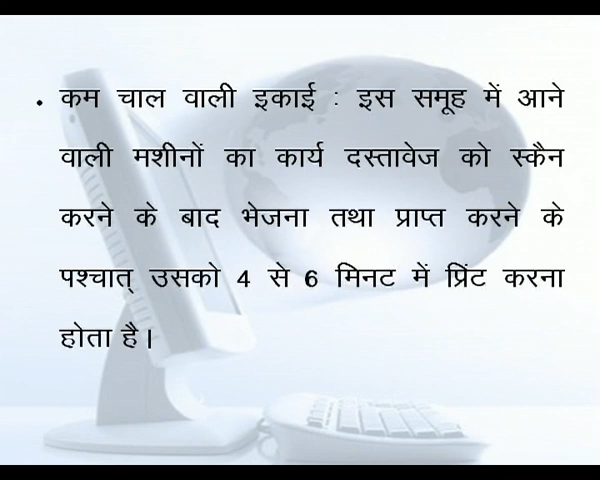 • कम चाल वाली इकाई : इस समूह में आने
वाली मशीनों का कार्य दस्तावेज को स्कैन
करने के बाद भेजना तथा प्राप्त करने के
पश्चात् उसको 4 से 6 मिनट में प्रिंट करना
होता है।